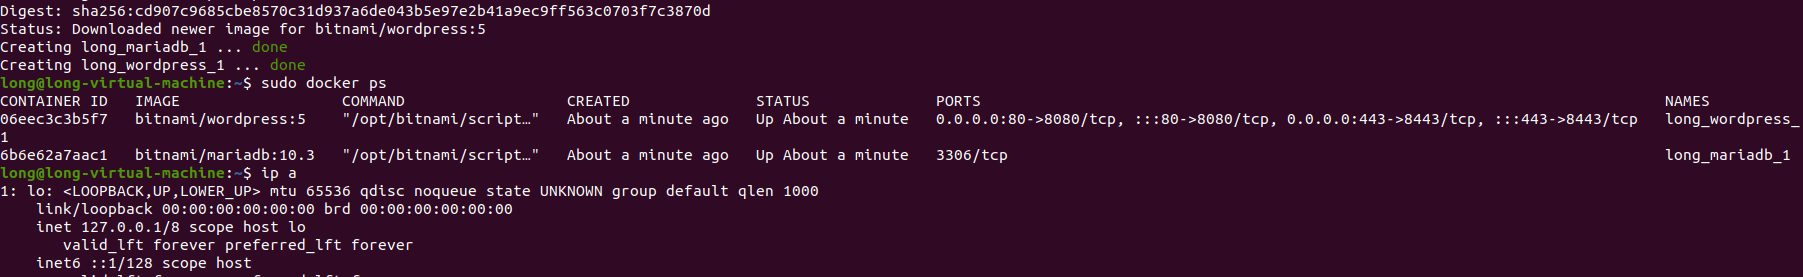 Digest: sha256:cd907c9685cbe8570c31d937a6de043b5e97e2b41a9ec9ff563c0703f7c3870d
Status: Downloaded newer image for bitnami/wordpress:5
Creating long_mariadb_1 ... done
Creating long_wordpress_1 ... done
long@long-virtual-machine:~$ sudo docker ps
CONTAINER ID   IMAGE                  COMMAND                  CREATED              STATUS              PORTS                                                                            NAMES
06eec3c3b5f7   bitnami/wordpress:5    "/opt/bitnami/script…"   About a minute ago   Up About a minute   0.0.0.0:80->8080/tcp, :::80->8080/tcp, 0.0.0.0:443->8443/tcp, :::443->8443/tcp   long_wordpress_
1
6b6e62a7aac1   bitnami/mariadb:10.3   "/opt/bitnami/script…"   About a minute ago   Up About a minute   3306/tcp                                                                         long_mariadb_1
long@long-virtual-machine:~$ ip a
1: lo: <LOOPBACK,UP,LOWER_UP> mtu 65536 qdisc noqueue state UNKNOWN group default qlen 1000
    link/loopback 00:00:00:00:00:00 brd 00:00:00:00:00:00
    inet 127.0.0.1/8 scope host lo
       valid_lft forever preferred_lft forever
    inet6 ::1/128 scope host